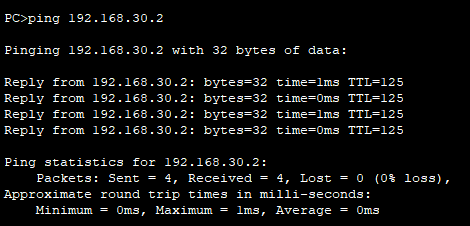 PC>ping 192.168.30.2
Pinging 192.168.30.2 with 32 bytes of data:
Reply from 192.168.30.2: bytes=32 time=1ms TTL=125
Reply from 192.168.30.2: bytes=32 time=0ms TTL=125
Reply from 192.168.30.2: bytes=32 time=1ms TTL=125
Reply from 192.168.30.2: bytes=32 time=0ms TTL=125
Ping statistics for 192.168.30.2:
Packets: Sent = 4, Received = 4, Lost = 0 (0% loss),
Approximate round trip times in milli-seconds:
Minimum = 0ms, Maximum = 1ms, Average = 0ms